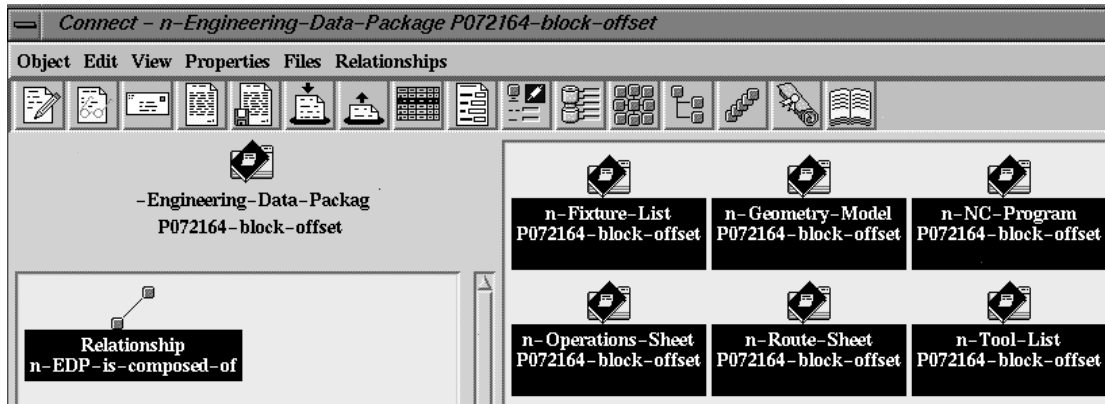 Connect - n-Engineering-Data-Package P072164-block-offset
Object Edit View Properties Files Relationships
-Engineering-Data-Packag
P072164-block-offset
Relationship
n-EDP-is-composed-of
n-Fixture-List
P072164-block-offset
n-Geometry-Model
P072164-block-offset
n-NC-Program
P072164-block-offset
n-Operations-Sheet
P072164-block-offset
n-Route-Sheet
P072164-block-offset
n-Tool-List
P072164-block-offset